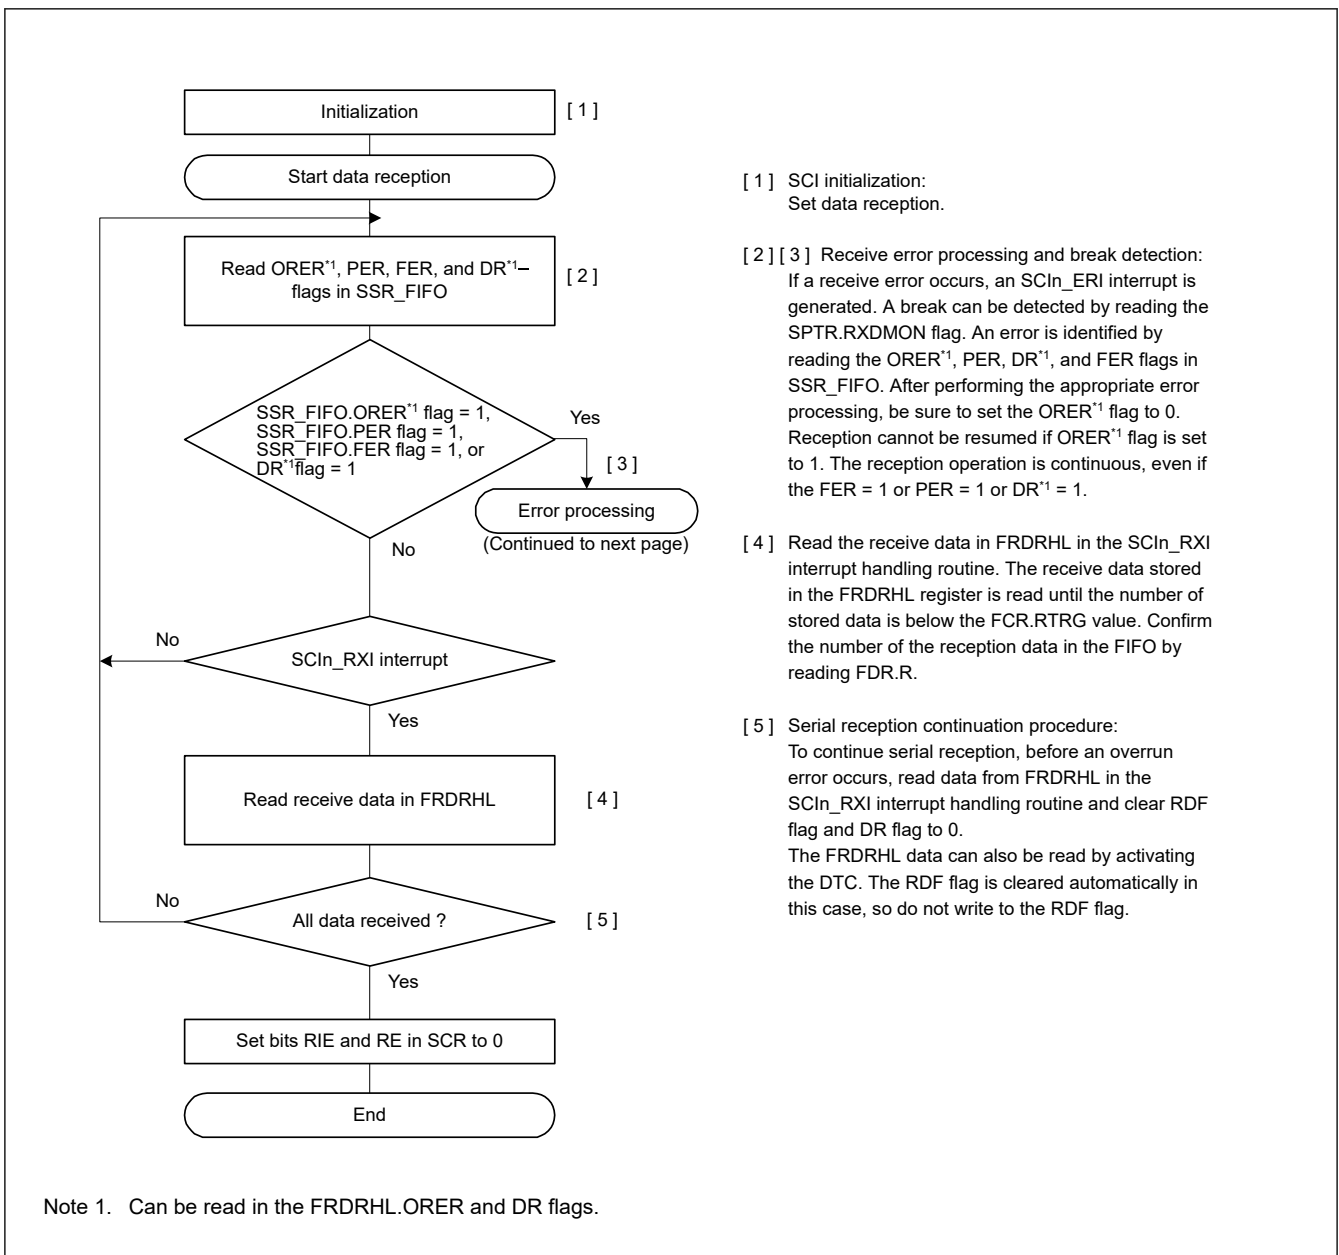 Initialization
[ 1 ]
Start data reception
Read ORER*1, PER, FER, and DR*1–
flags in SSR_FIFO
[ 2 ]
SSR_FIFO.ORER*1 flag = 1,
SSR_FIFO.PER flag = 1,
SSR_FIFO.FER flag = 1, or
DR*1flag = 1
Yes
[ 3 ]
Error processing
(Continued to next page)
No
No
SCIn_RXI interrupt
Yes
Read receive data in FRDRHL
[ 4 ]
No
All data received ?
[ 5 ]
Yes
Set bits RIE and RE in SCR to 0
End
[ 1 ] SCI initialization:
Set data reception.
[ 2 ] [ 3 ] Receive error processing and break detection:
If a receive error occurs, an SCIn_ERI interrupt is
generated. A break can be detected by reading the
SPTR.RXDMON flag. An error is identified by
reading the ORER*1, PER, DR*1, and FER flags in
SSR_FIFO. After performing the appropriate error
processing, be sure to set the ORER*1 flag to 0.
Reception cannot be resumed if ORER*1 flag is set
to 1. The reception operation is continuous, even if
the FER = 1 or PER = 1 or DR*1 = 1.
[ 4 ] Read the receive data in FRDRHL in the SCIn_RXI
interrupt handling routine. The receive data stored
in the FRDRHL register is read until the number of
stored data is below the FCR.RTRG value. Confirm
the number of the reception data in the FIFO by
reading FDR.R.
[ 5 ] Serial reception continuation procedure:
To continue serial reception, before an overrun
error occurs, read data from FRDRHL in the
SCIn_RXI interrupt handling routine and clear RDF
flag and DR flag to 0.
The FRDRHL data can also be read by activating
the DTC. The RDF flag is cleared automatically in
this case, so do not write to the RDF flag.
Note 1. Can be read in the FRDRHL.ORER and DR flags.